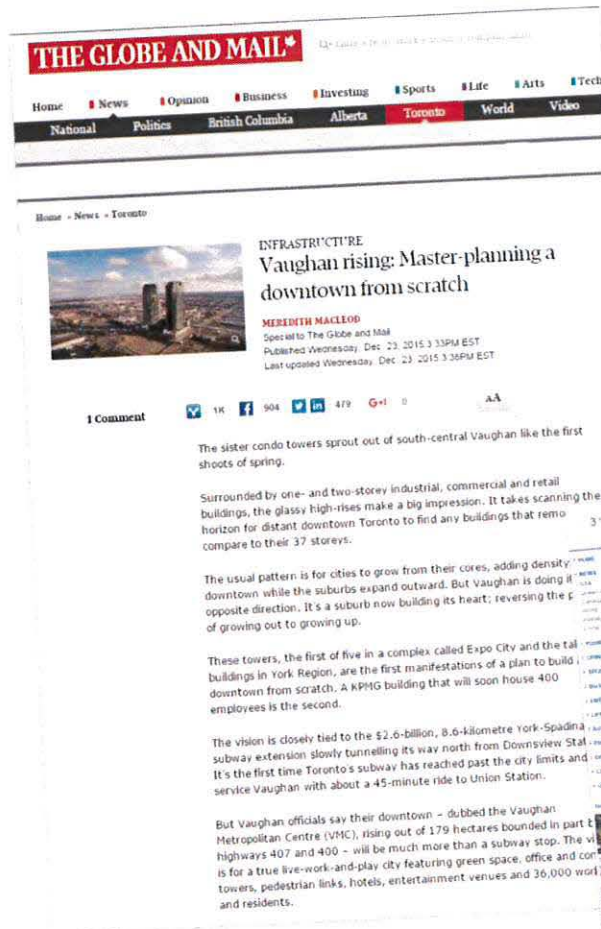 THE GLOBE AND MAIL
Home News Opinion Business Investing Sports Life Arts Tech
National Politics British Columbia Alberta Toronto World Video
Home » News » Toronto
INFRASTRUCTURE
Vaughan rising: Master-planning a
downtown from scratch
MEREDITH MACLEOD
Special to The Globe and Mail
Published Wednesday, Dec. 23, 2015 3:33PM EST
Last updated Wednesday, Dec. 23, 2015 3:36PM EST
1 Comment 1K 904 in 479 G+1 0 AA
The sister condo towers sprout out of south-central Vaughan like the first
shoots of spring.
Surrounded by one- and two-storey industrial, commercial and retail
buildings, the glassy high-rises make a big impression. It takes scanning the
horizon for distant downtown Toronto to find any buildings that remo
compare to their 37 storeys.
The usual pattern is for cities to grow from their cores, adding density
downtown while the suburbs expand outward. But Vaughan is doing i
opposite direction. It's a suburb now building its heart; reversing the p
of growing out to growing up.
These towers, the first of five in a complex called Expo City and the tal
buildings in York Region, are the first manifestations of a plan to build
downtown from scratch. A KPMG building that will soon house 400
employees is the second.
The vision is closely tied to the $2.6-billion, 8.6-kilometre York-Spadina
subway extension slowly tunnelling its way north from Downsview Stat
It's the first time Toronto's subway has reached past the city limits and
service Vaughan with about a 45-minute ride to Union Station.
But Vaughan officials say their downtown – dubbed the Vaughan
Metropolitan Centre (VMC), rising out of 179 hectares bounded in part b
highways 407 and 400 – will be much more than a subway stop. The vi
is for a true live-work-and-play city featuring green space, office and con
towers, pedestrian links, hotels, entertainment venues and 36,000 worl
and residents.